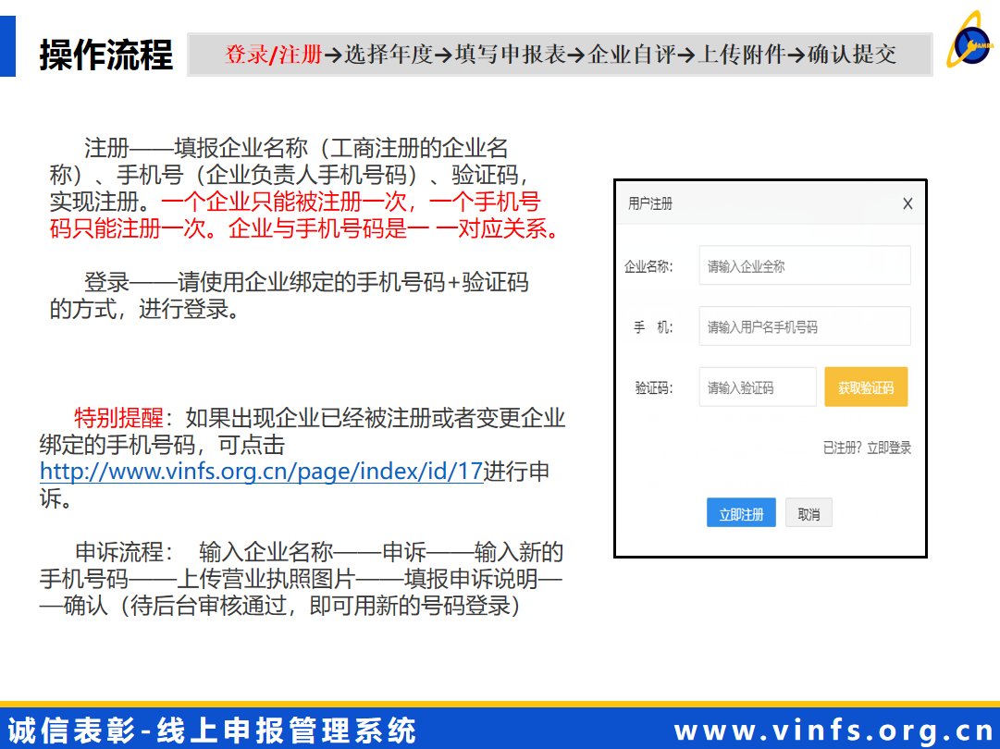 操作流程
登录/注册→选择年度→填写申报表→企业自评→上传附件→确认提交
注册——填报企业名称（工商注册的企业名
称）、手机号（企业负责人手机号码）、验证码，
实现注册。一个企业只能被注册一次，一个手机号
码只能注册一次。企业与手机号码是一 一对应关系。
登录——请使用企业绑定的手机号码+验证码
的方式，进行登录。
特别提醒：如果出现企业已经被注册或者变更企业
绑定的手机号码，可点击
http://www.vinfs.org.cn/page/index/id/17进行申
诉。
申诉流程： 输入企业名称——申诉——输入新的
手机号码——上传营业执照图片——填报申诉说明—
—确认（待后台审核通过，即可用新的号码登录）
用户注册 X
企业名称： 请输入企业全称
手 机： 请输入用户名手机号码
验证码： 请输入验证码 获取验证码
已注册？立即登录
立即注册 取消
诚信表彰-线上申报管理系统 www.vinfs.org.cn